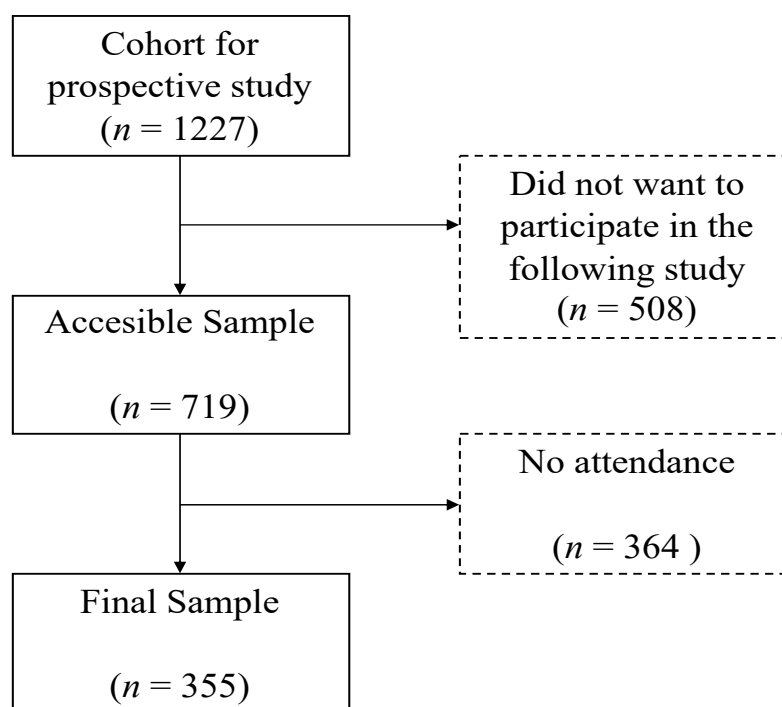 Cohort for
prospective study
(n = 1227)
Did not want to
participate in the
following study
(n = 508)
Accesible Sample
(n = 719)
No attendance
(n = 364 )
Final Sample
(n = 355)